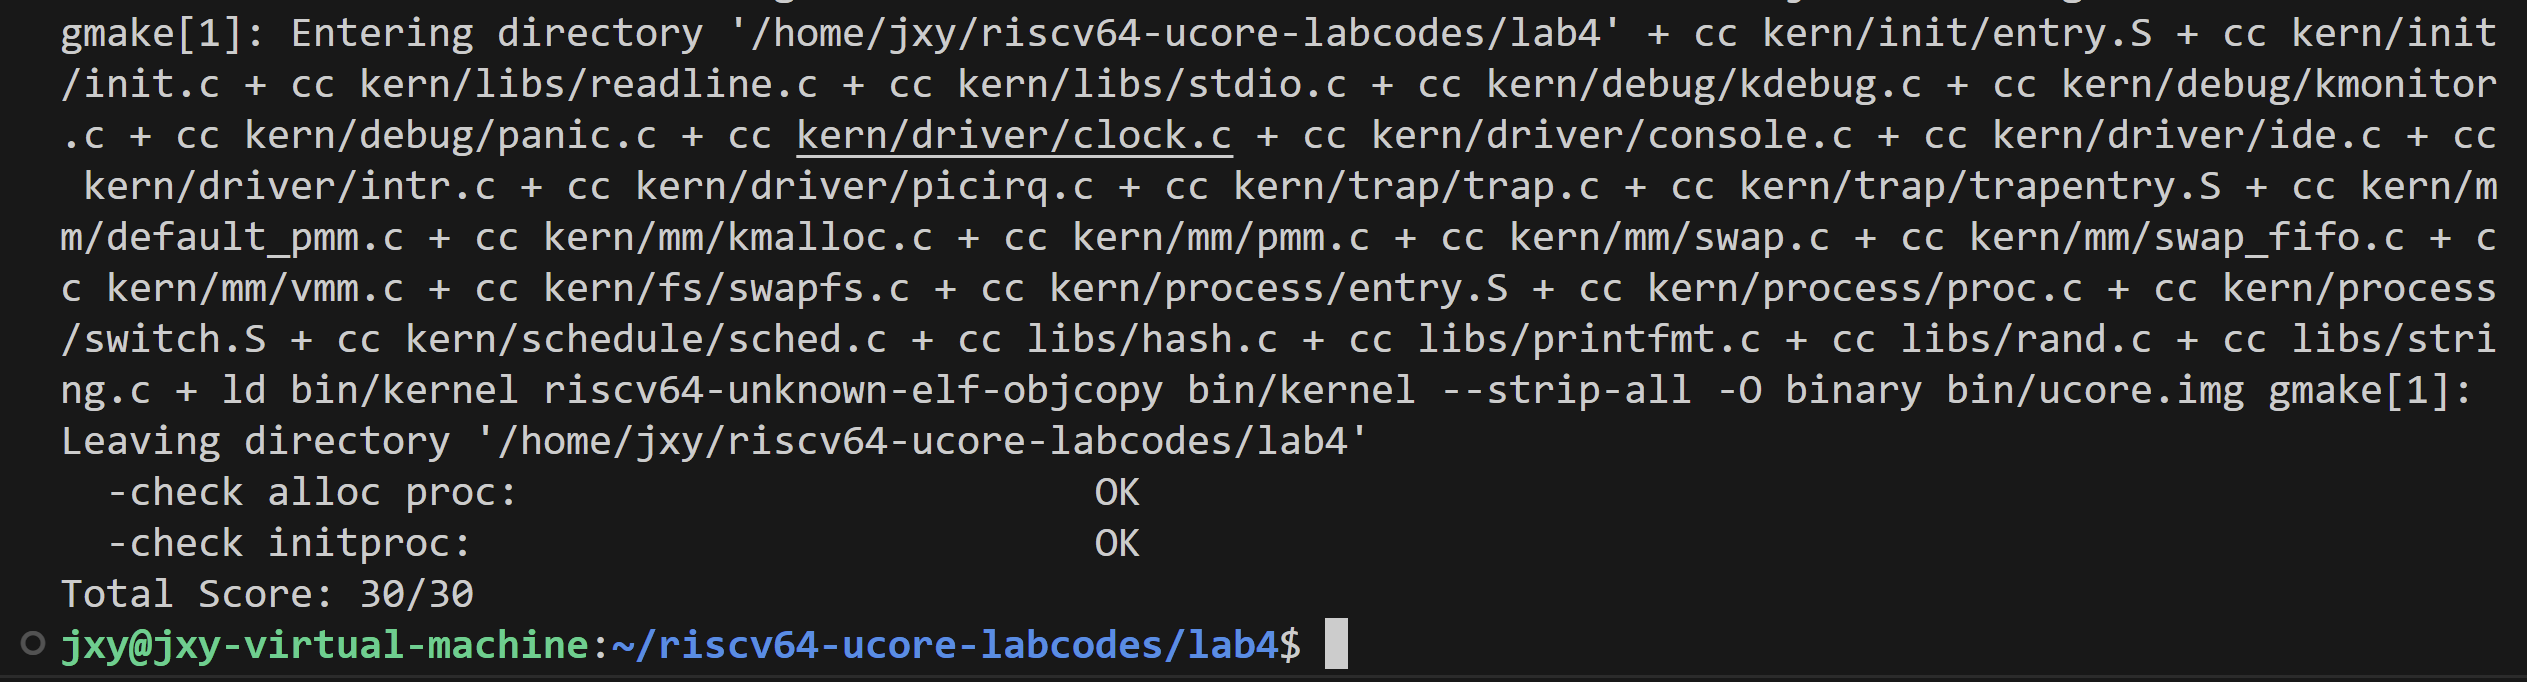 gmake[1]: Entering directory '/home/jxy/riscv64-ucore-labcodes/lab4' + cc kern/init/entry.S + cc kern/init
/init.c + cc kern/libs/readline.c + cc kern/libs/stdio.c + cc kern/debug/kdebug.c + cc kern/debug/kmonitor
.c + cc kern/debug/panic.c + cc kern/driver/clock.c + cc kern/driver/console.c + cc kern/driver/ide.c + cc
 kern/driver/intr.c + cc kern/driver/picirq.c + cc kern/trap/trap.c + cc kern/trap/trapentry.S + cc kern/m
m/default_pmm.c + cc kern/mm/kmalloc.c + cc kern/mm/pmm.c + cc kern/mm/swap.c + cc kern/mm/swap_fifo.c + c
c kern/mm/vmm.c + cc kern/fs/swapfs.c + cc kern/process/entry.S + cc kern/process/proc.c + cc kern/process
/switch.S + cc kern/schedule/sched.c + cc libs/hash.c + cc libs/printfmt.c + cc libs/rand.c + cc libs/stri
ng.c + ld bin/kernel riscv64-unknown-elf-objcopy bin/kernel --strip-all -O binary bin/ucore.img gmake[1]:
Leaving directory '/home/jxy/riscv64-ucore-labcodes/lab4'
  -check alloc proc:                         OK
  -check initproc:                           OK
Total Score: 30/30
jxy@jxy-virtual-machine:~/riscv64-ucore-labcodes/lab4$